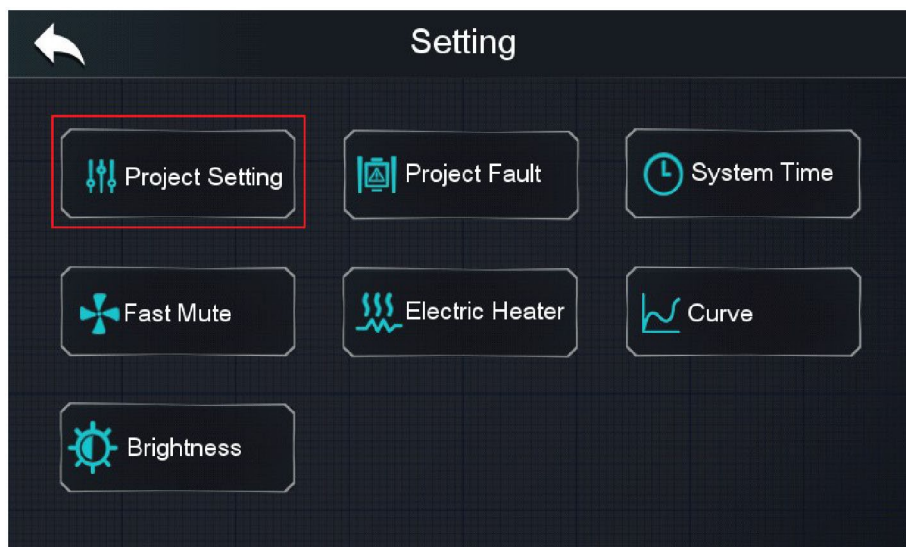 Setting
Project Setting
Project Fault
System Time
Fast Mute
Electric Heater
Curve
Brightness